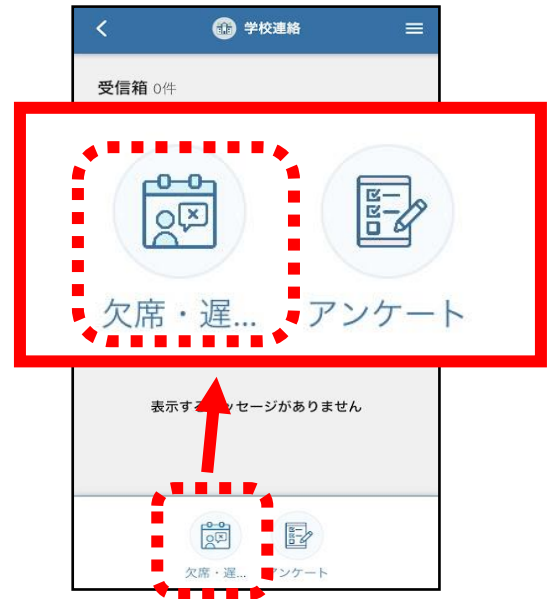 学校連絡
受信箱 0件
欠席・遅... アンケート
表示する ッセージがありません
欠席・遅... アンケート